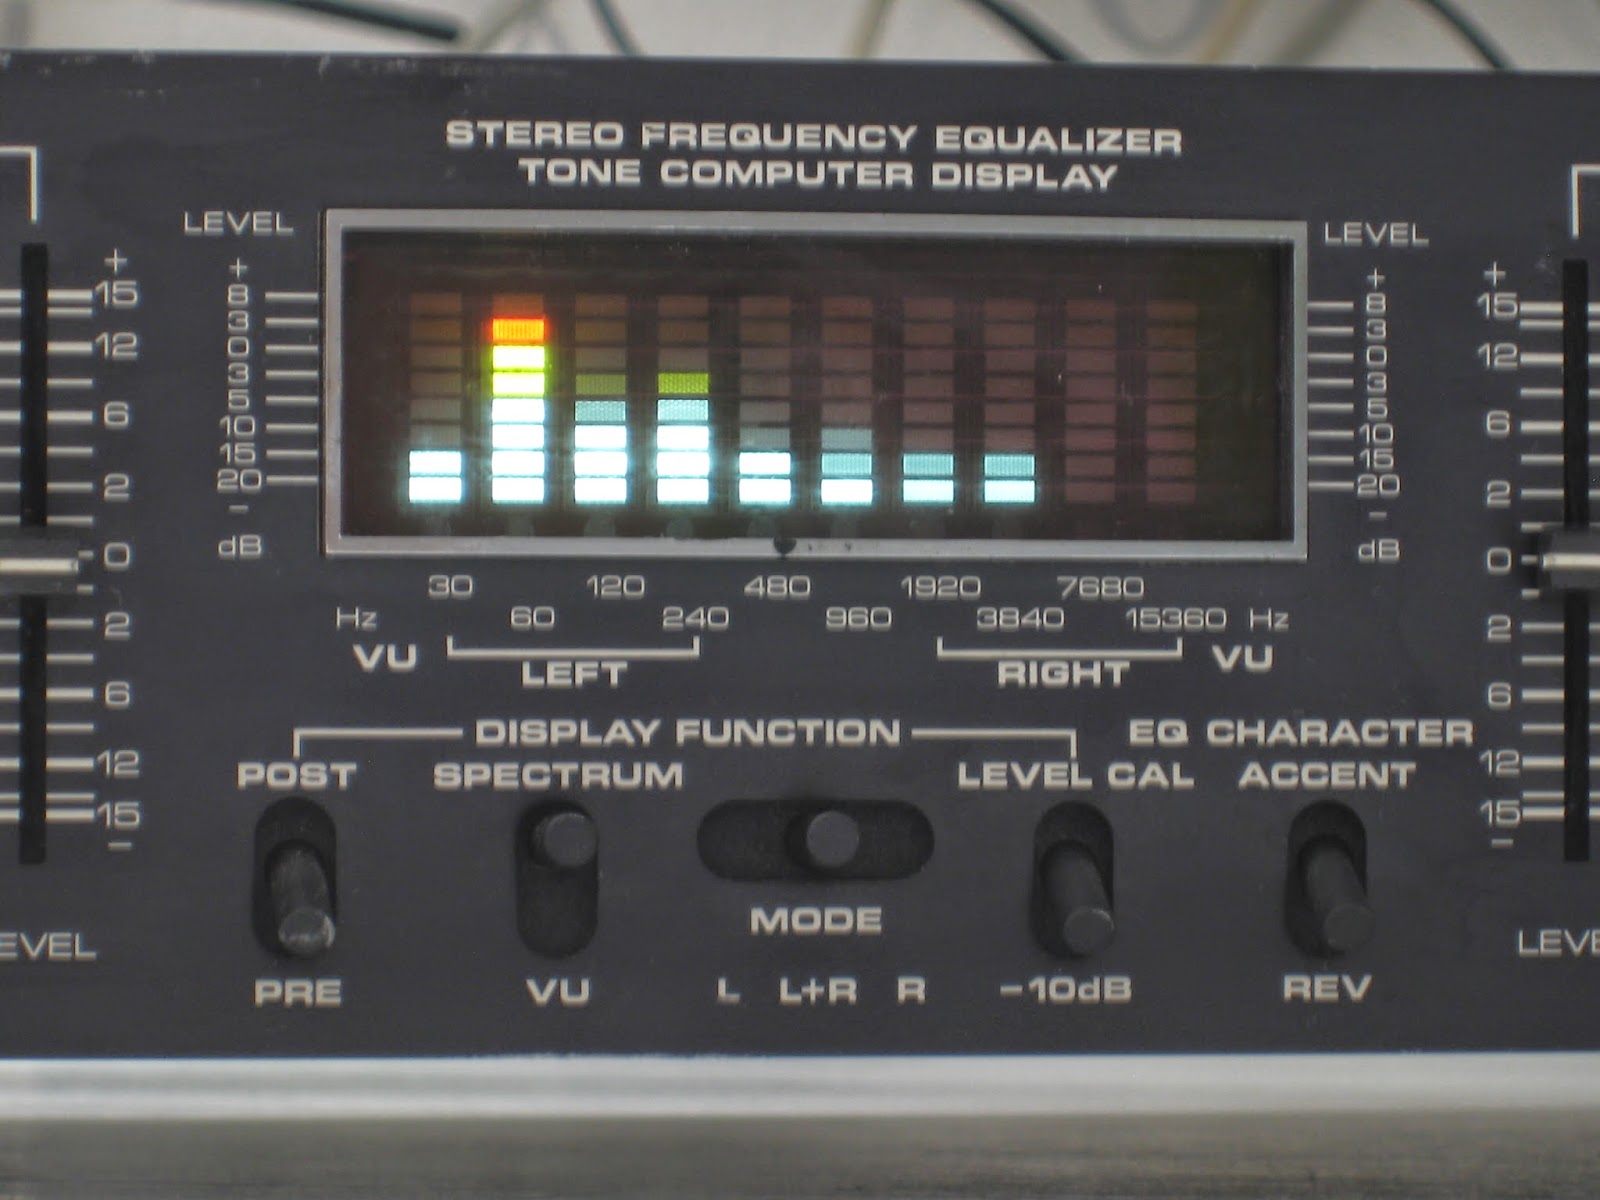 STEREO FREQUENCY EQUALIZER
TONE COMPUTER DISPLAY
LEVEL
LEVEL
+
15
12
6
2
0
2
6
12
15
-
+
8
3
0
3
5
10
15
20
-
dB
+
8
3
0
3
5
10
15
20
-
dB
+
15
12
6
2
0
2
6
12
15
-
30 120 480 1920 7680
Hz 60 240 960 3840 15360 Hz
VU LEFT RIGHT VU
DISPLAY FUNCTION EQ CHARACTER
POST SPECTRUM LEVEL CAL ACCENT
MODE
EVEL
LEVE
PRE VU L L+R R -10dB REV